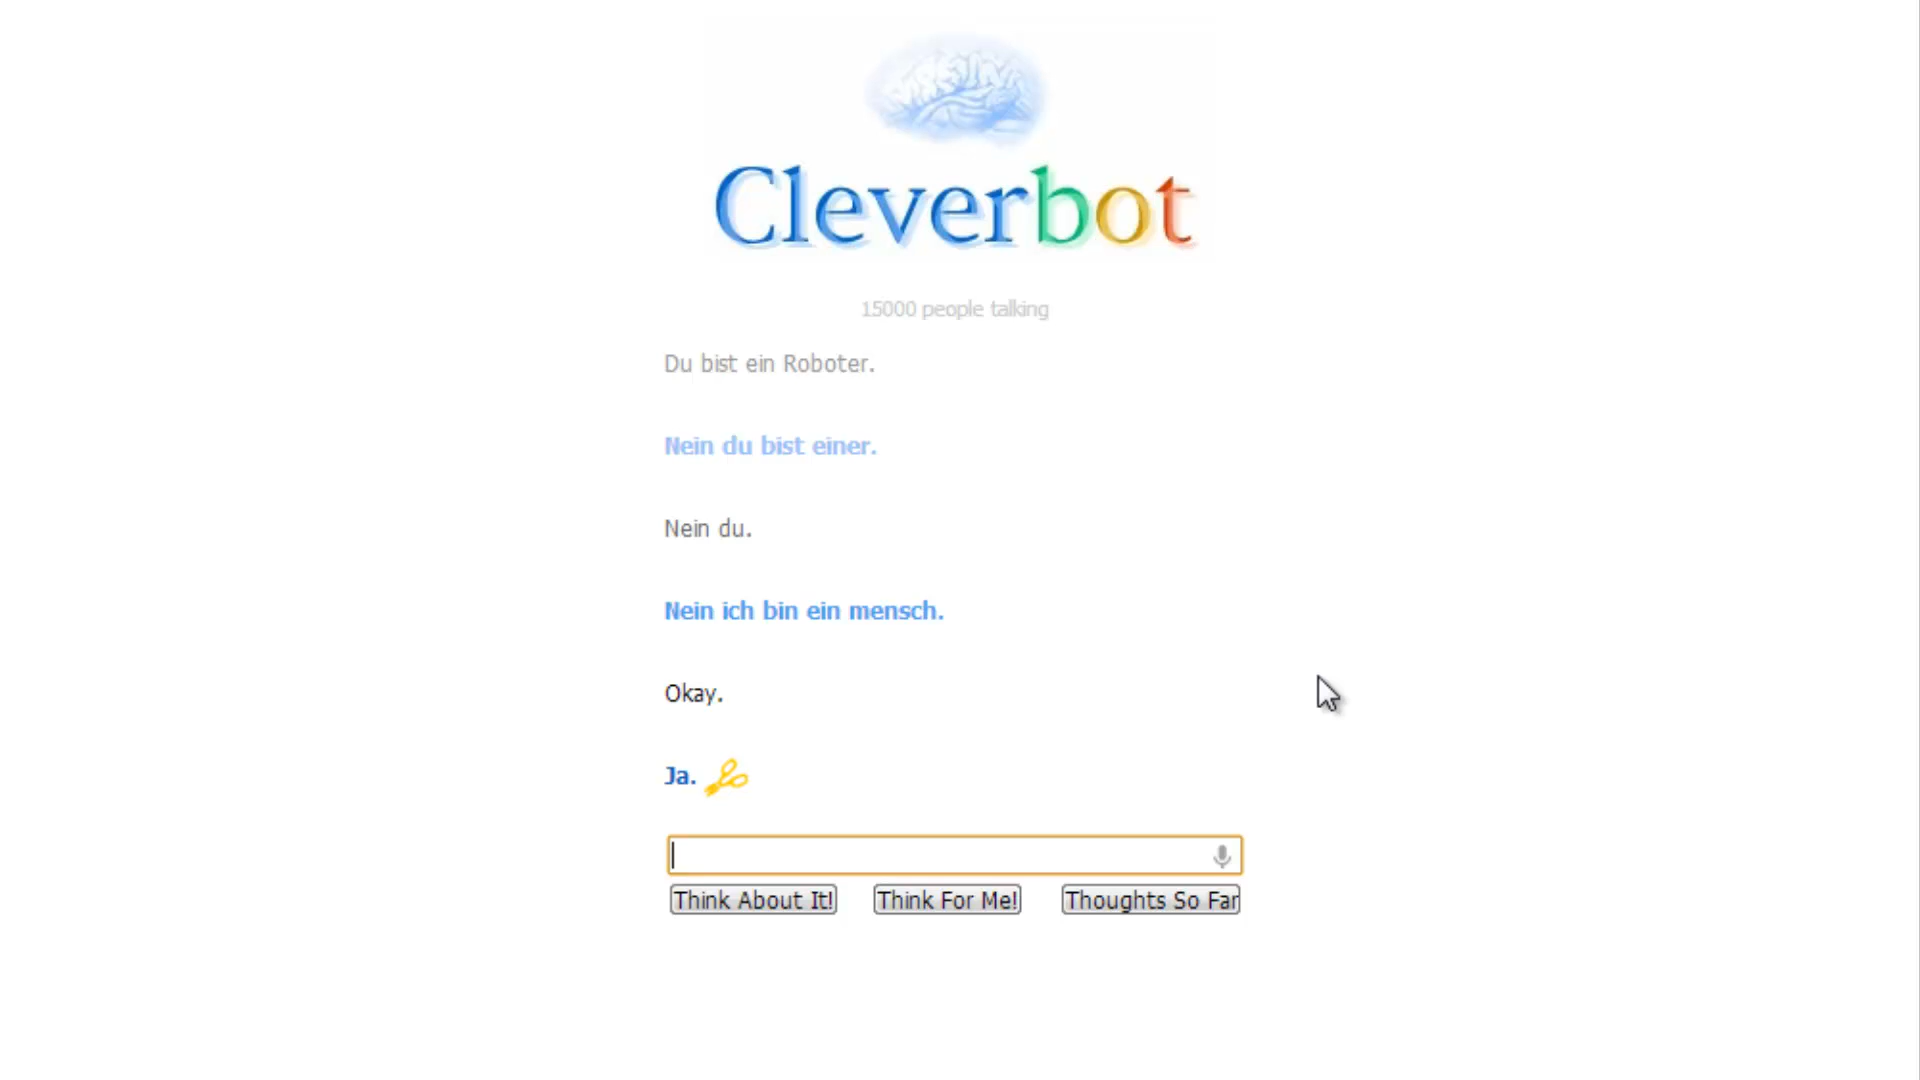 Cleverbot
15000 people talking
Du bist ein Roboter.
Nein du bist einer.
Nein du.
Nein ich bin ein mensch.
Okay.
Ja.
Think About It! Think For Me! Thoughts So Far